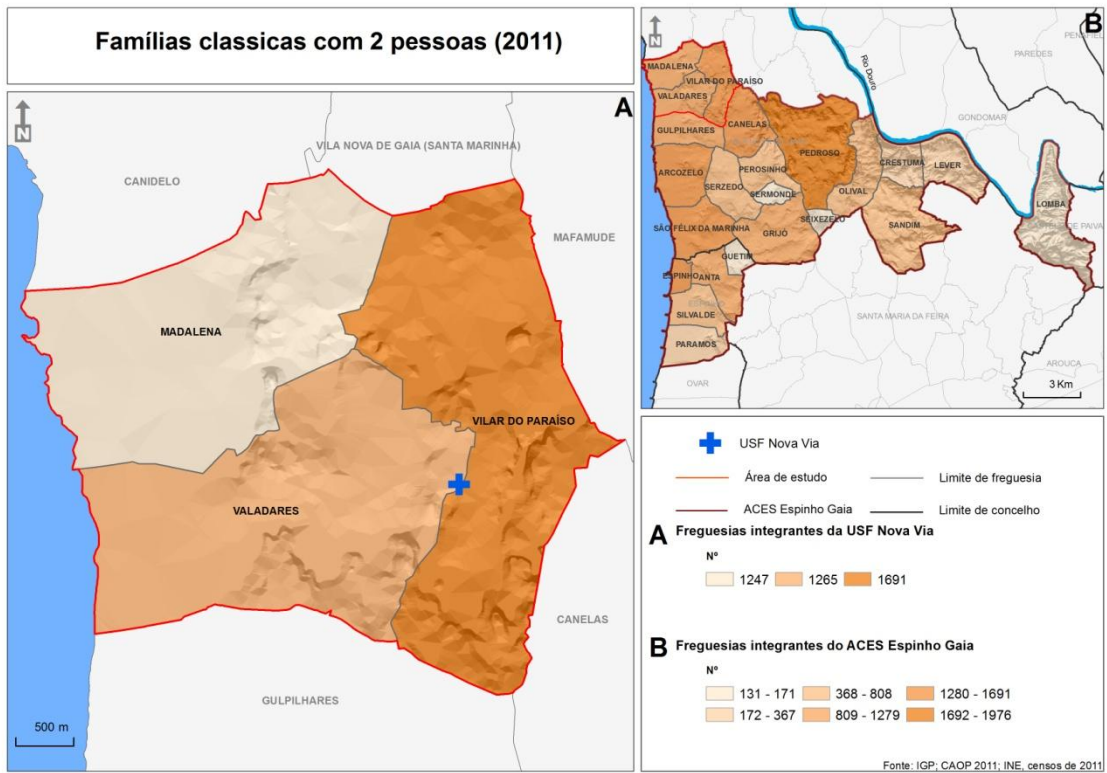 Famílias classicas com 2 pessoas (2011)
A
N
VILA NOVA DE GAIA (SANTA MARINHA)
CANIDELO
MAFAMUDE
MADALENA
VILAR DO PARAÍSO
VALADARES
CANELAS
GULPILHARES
500 m
B
N
PENAFIEL
PAREDES
MADALENA
VILAR DO PARAÍSO
Rio Douro
VALADARES
GONDOMAR
GULPILHARES
CANELAS
PEDROSO
CRESTUMA
LEVER
PEROSINHO
ARCOZELO
SERZEDO
SERMONDE
OLIVAL
LOMBA
SEIXEZELO
SÃO FÉLIX DA MARINHA
GRIJÓ
SANDIM
DE PAIVA
GUETIM
ESPINHO
ANTA
SILVALDE
SANTA MARIA DA FEIRA
PARAMOS
AROUCA
OVAR
3 Km
USF Nova Via
Área de estudo
Limite de freguesia
ACES Espinho Gaia
Limite de concelho
A Freguesias integrantes da USF Nova Via
Nº
1247 1265 1691
B Freguesias integrantes do ACES Espinho Gaia
Nº
131 - 171 368 - 808 1280 - 1691
172 - 367 809 - 1279 1692 - 1976
Fonte: IGP; CAOP 2011; INE, censos de 2011